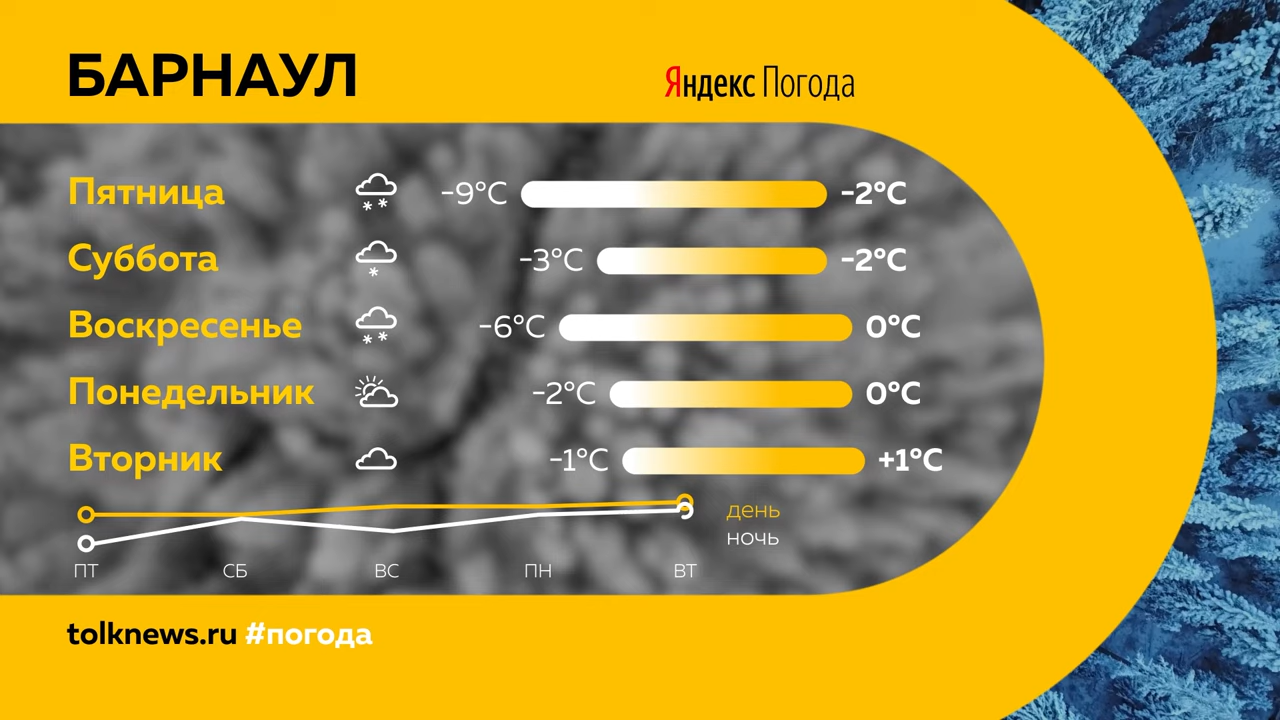 БАРНАУЛ
Яндекс Погода
Пятница -9°C -2°C
Суббота -3°C -2°C
Воскресенье -6°C 0°C
Понедельник -2°C 0°C
Вторник -1°C +1°C
день
ночь
ПТ СБ ВС ПН ВТ
tolknews.ru #погода